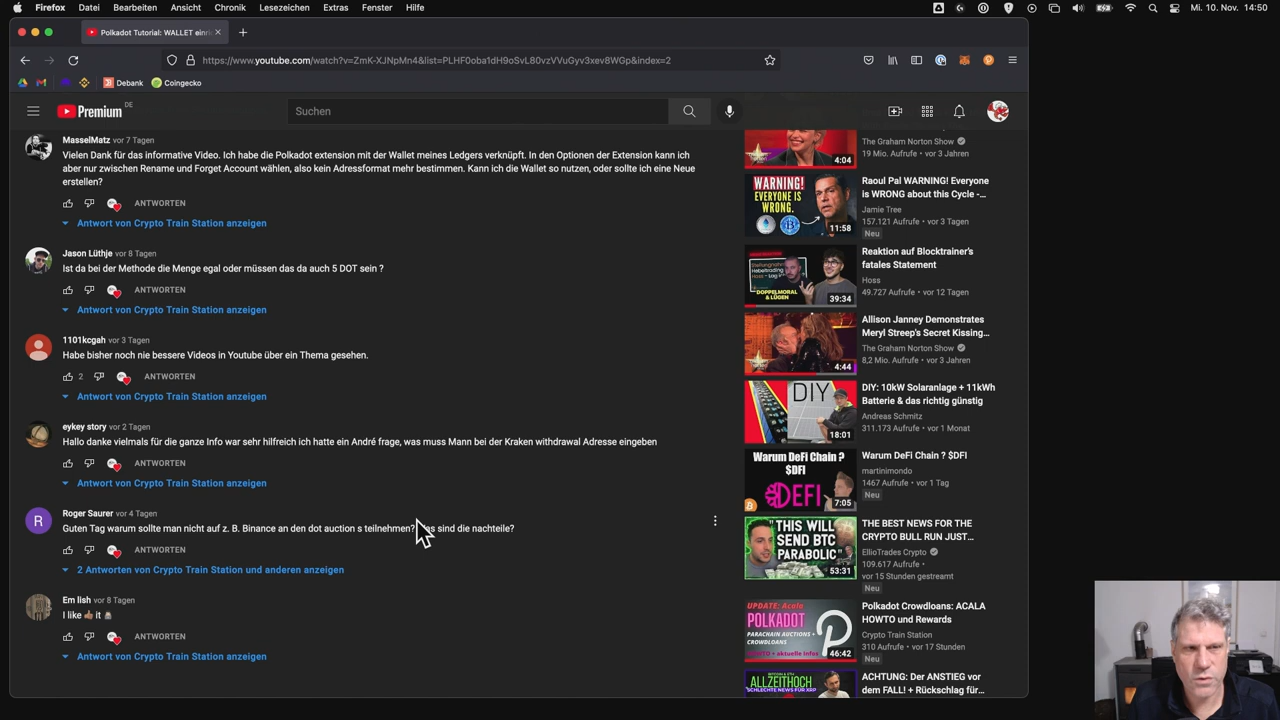 Firefox Datei Bearbeiten Ansicht Chronik Lesezeichen Extras Fenster Hilfe Mi. 10. Nov. 14:50
Polkadot Tutorial: WALLET einri
https://www.youtube.com/watch?v=ZmK-XJNpMn4&list=PLHF0oba1dH9oSvL80vzVVuGyv3xev8WGp&index=2
Debank Coingecko
Premium DE
Suchen
MasselMatz vor 7 Tagen
Vielen Dank für das informative Video. Ich habe die Polkadot extension mit der Wallet meines Ledgers verknüpft. In den Optionen der Extension kann ich
aber nur zwischen Rename und Forget Account wählen, also kein Adressformat mehr bestimmen. Kann ich die Wallet so nutzen, oder sollte ich eine Neue
erstellen?
ANTWORTEN
Antwort von Crypto Train Station anzeigen
Jason Lüthje vor 8 Tagen
Ist da bei der Methode die Menge egal oder müssen das da auch 5 DOT sein ?
ANTWORTEN
Antwort von Crypto Train Station anzeigen
1101kcgah vor 3 Tagen
Habe bisher noch nie bessere Videos in Youtube über ein Thema gesehen.
2 ANTWORTEN
Antwort von Crypto Train Station anzeigen
eykey story vor 2 Tagen
Hallo danke vielmals für die ganze Info war sehr hilfreich ich hatte ein André frage, was muss Mann bei der Kraken withdrawal Adresse eingeben
ANTWORTEN
Antwort von Crypto Train Station anzeigen
Roger Saurer vor 4 Tagen
Guten Tag warum sollte man nicht auf z. B. Binance an den dot auction s teilnehmen? as sind die nachteile?
ANTWORTEN
2 Antworten von Crypto Train Station und anderen anzeigen
Em lish vor 8 Tagen
I like 👍🏽 it
ANTWORTEN
Antwort von Crypto Train Station anzeigen
4:04
The Graham Norton Show
19 Mio. Aufrufe • vor 3 Jahren
WARNING!
EVERYONE
IS
WRONG.
11:58
Raoul Pal WARNING! Everyone
is WRONG about this Cycle -...
Jamie Tree
157.121 Aufrufe • vor 3 Tagen
Neu
DOPPELMORAL
& LÜGEN
39:34
Reaktion auf Blocktrainer's
fatales Statement
Hoss
49.727 Aufrufe • vor 12 Tagen
4:44
Allison Janney Demonstrates
Meryl Streep's Secret Kissing...
The Graham Norton Show
8,2 Mio. Aufrufe • vor 3 Jahren
DIY
18:01
DIY: 10kW Solaranlage + 11kWh
Batterie & das richtig günstig
Andreas Schmitz
311.173 Aufrufe • vor 1 Monat
Warum DeFi Chain ?
$DFI
DEFI
7:05
Warum DeFi Chain ? $DFI
martinimondo
1467 Aufrufe • vor 1 Tag
Neu
"THIS WILL
SEND BTC
PARABOLIC"
53:31
THE BEST NEWS FOR THE
CRYPTO BULL RUN JUST...
EllioTrades Crypto
109.617 Aufrufe •
vor 15 Stunden gestreamt
Neu
UPDATE: Acala
POLKADOT
PARACHAIN AUCTIONS +
CROWDLOANS
+ aktuelle Infos
46:42
Polkadot Crowdloans: ACALA
HOWTO und Rewards
Crypto Train Station
310 Aufrufe • vor 17 Stunden
Neu
BITCOIN & ETH
ALLZEITHOCH
SCHLECHTE NEWS FÜR XRP
ACHTUNG: Der ANSTIEG vor
dem FALL! + Rückschlag für...